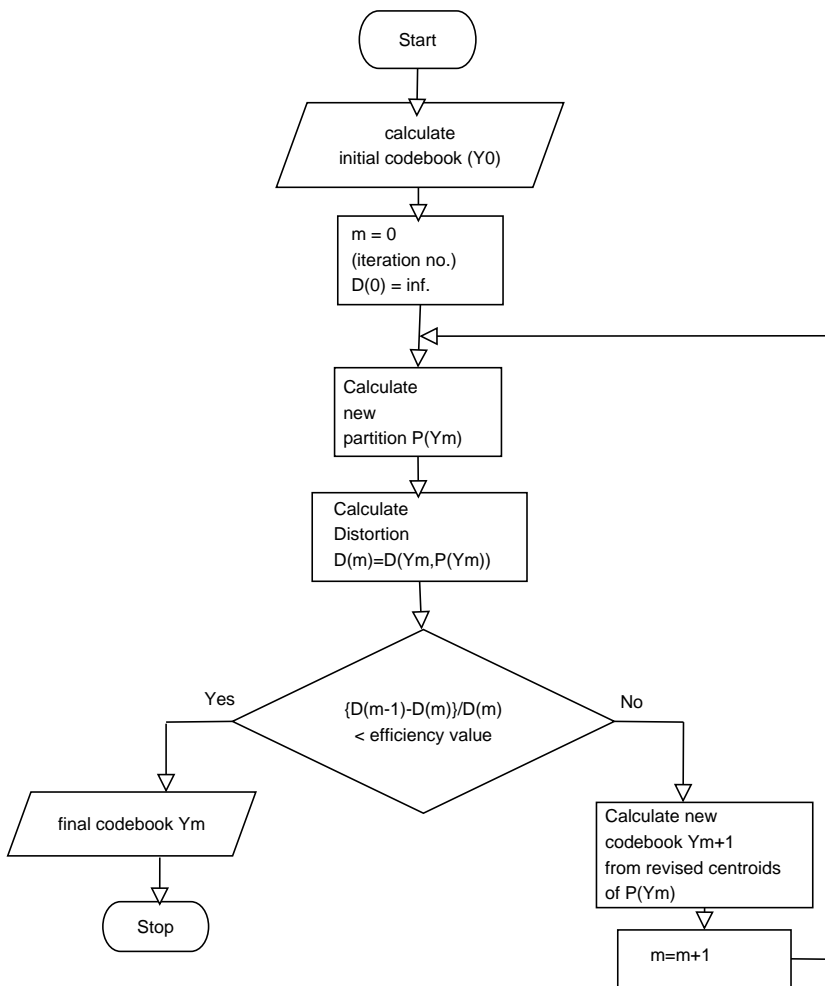 Start
calculate
initial codebook (Y0)
m = 0
(iteration no.)
D(0) = inf.
Calculate
new
partition P(Ym)
Calculate
Distortion
D(m)=D(Ym,P(Ym))
Yes
{D(m-1)-D(m)}/D(m)
< efficiency value
No
final codebook Ym
Stop
Calculate new
codebook Ym+1
from revised centroids
of P(Ym)
m=m+1